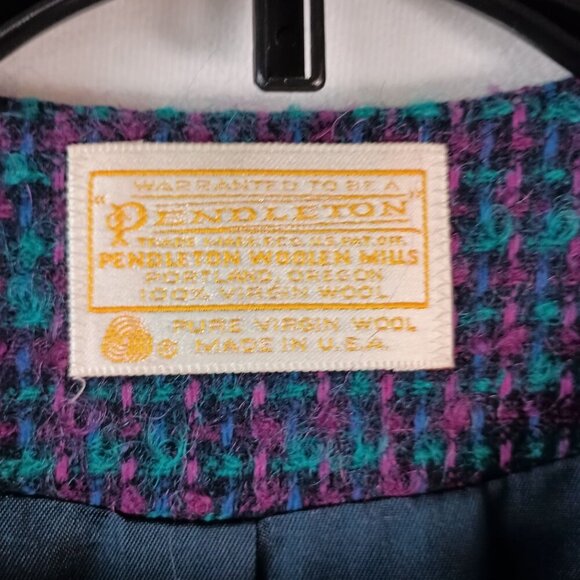 WARRANTED TO BE A
"PENDLETON"
TRADE MARK REG. U.S. PAT. OFF.
PENDLETON WOOLEN MILLS
PORTLAND, OREGON
100% VIRGIN WOOL
PURE VIRGIN WOOL
MADE IN U.S.A.